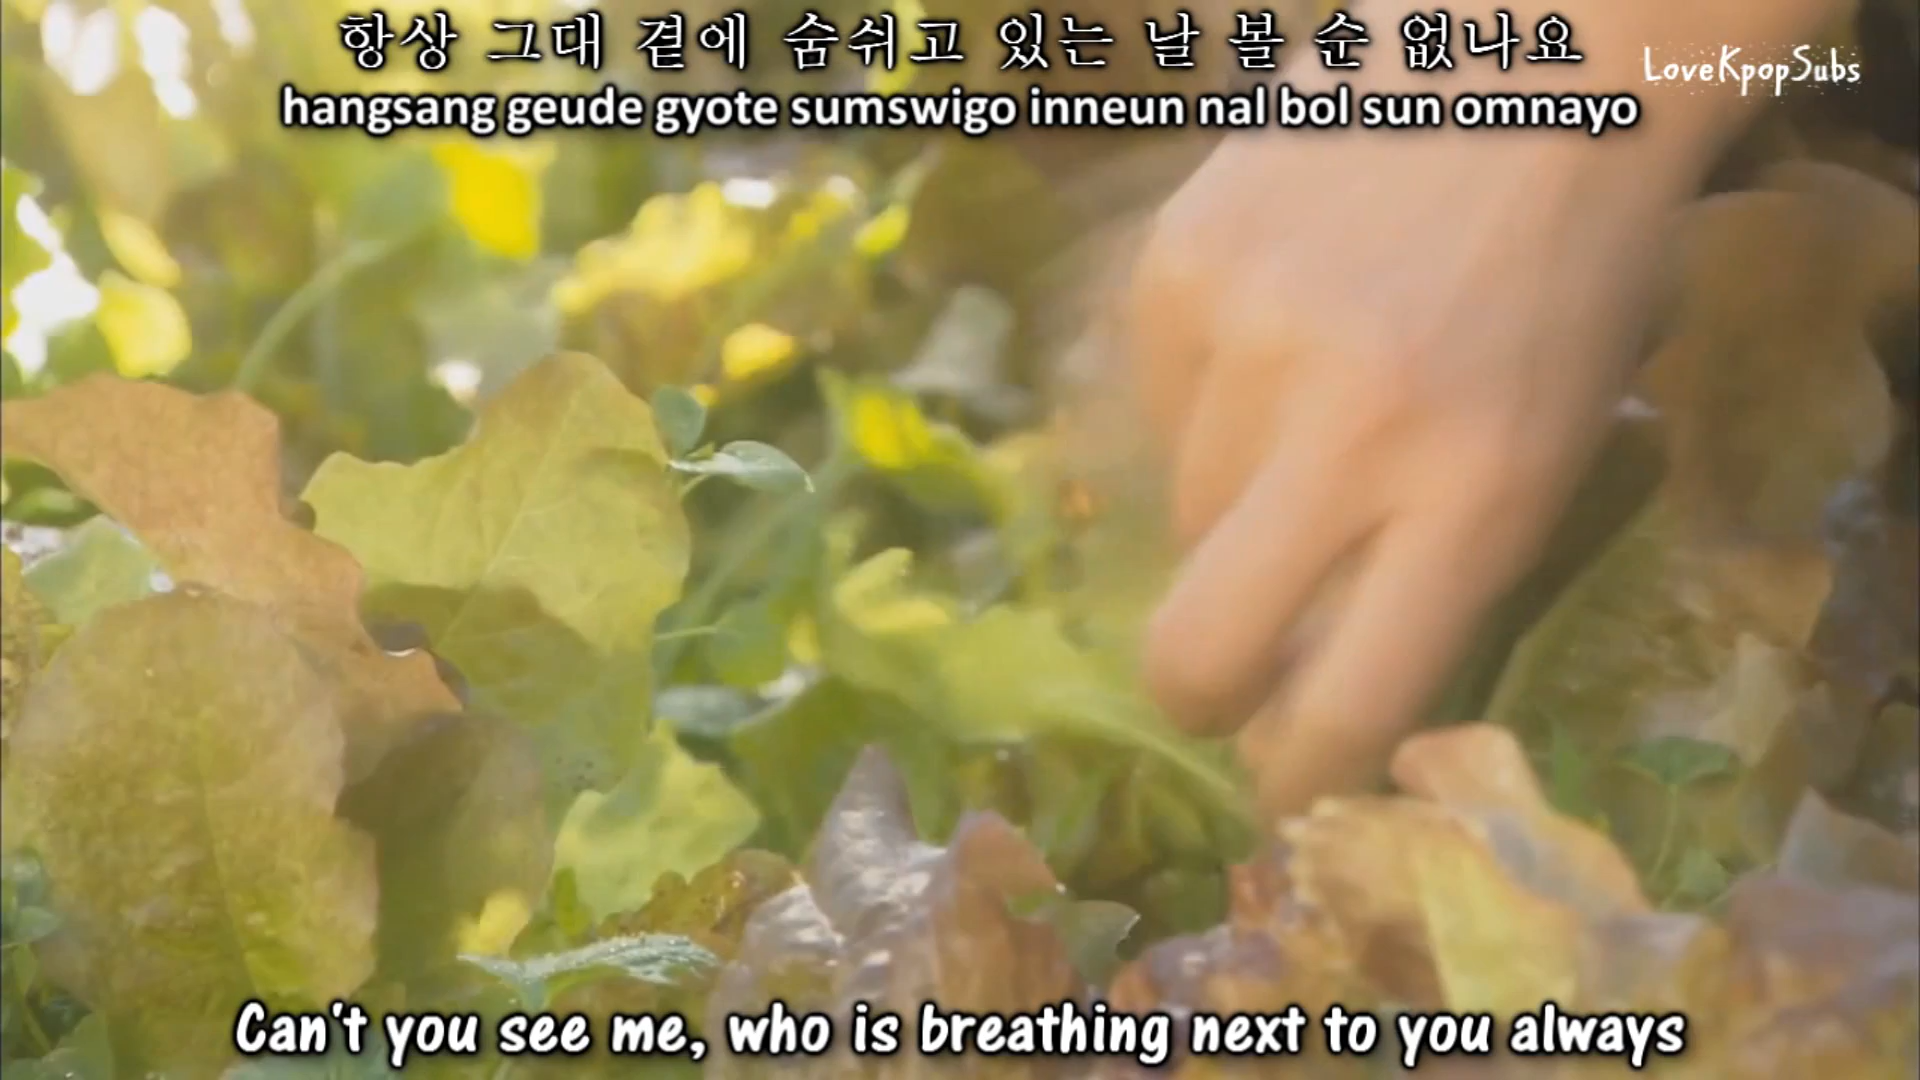 항상 그대 곁에 숨쉬고 있는 날 볼 순 없나요
LoveKpopSubs
hangsang geude gyote sumswigo inneun nal bol sun omnayo
Can't you see me, who is breathing next to you always